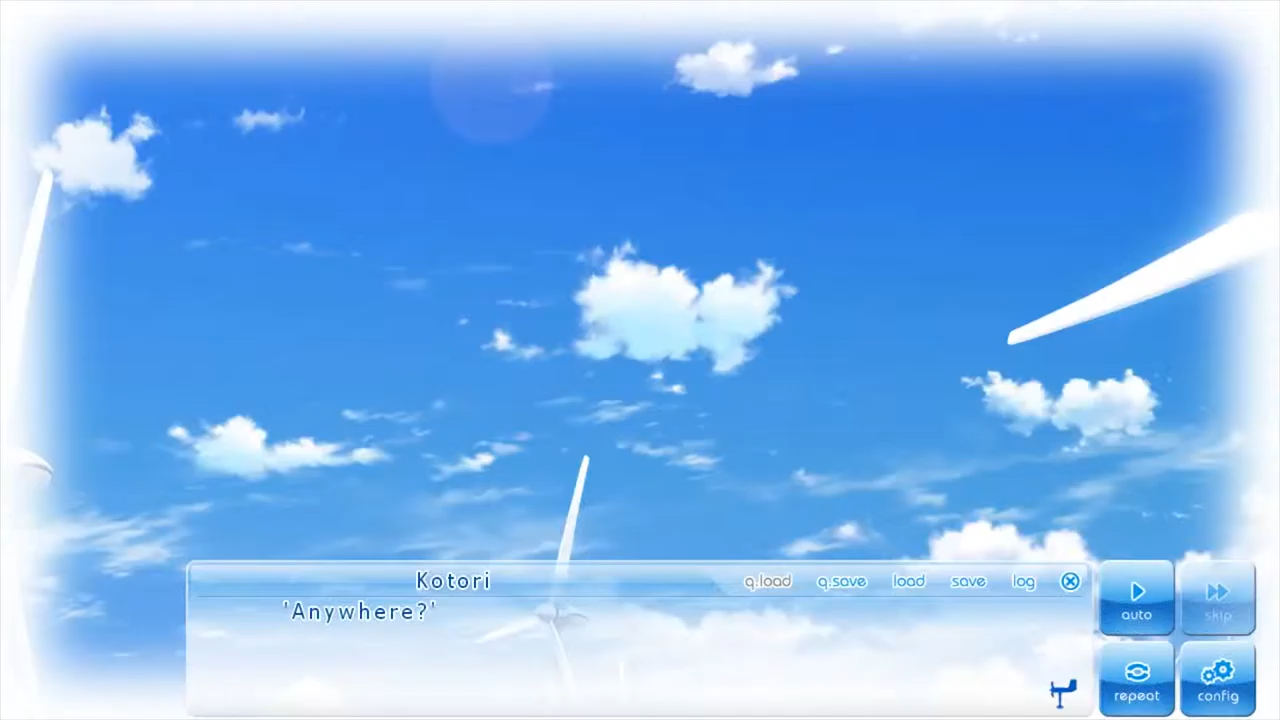 Kotori
q.load q.save load save log
'Anywhere?'
auto skip
repeat config